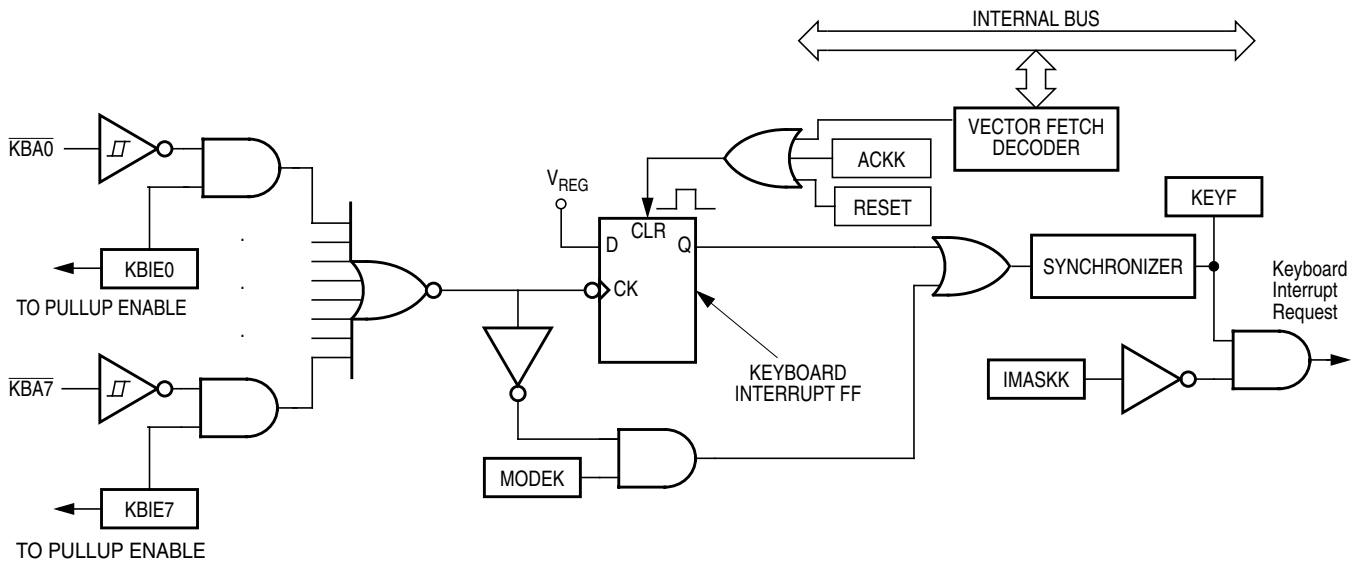 INTERNAL BUS
KBA0
VECTOR FETCH
DECODER
ACKK
RESET
VREG
KEYF
CLR
D
Q
CK
KBIE0
TO PULLUP ENABLE
SYNCHRONIZER
Keyboard
Interrupt
Request
KBA7
KEYBOARD
INTERRUPT FF
IMASKK
MODEK
KBIE7
TO PULLUP ENABLE